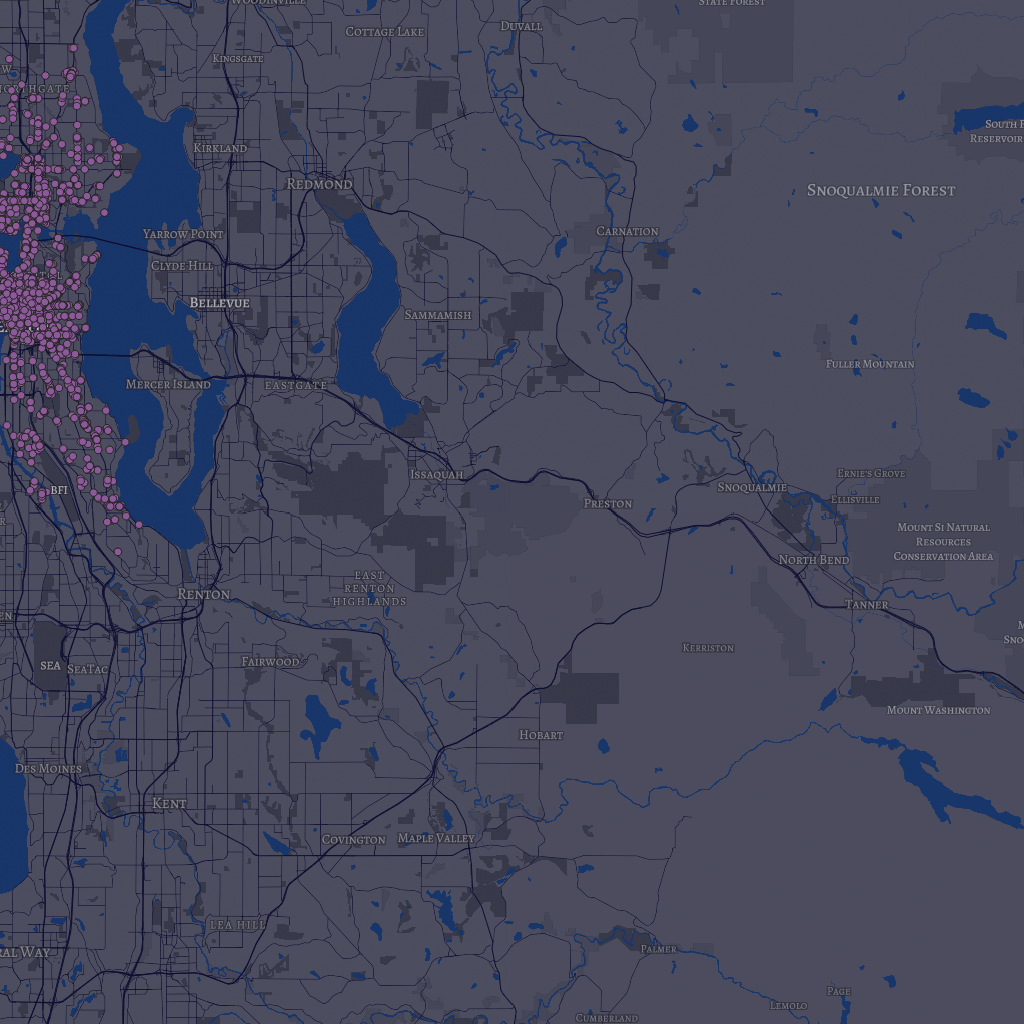 WOODINVILLE
STATE FOREST
DUVALL
COTTAGE LAKE
KINGSGATE
NORTHGATE
SOUTH F
RESERVOIR
KIRKLAND
REDMOND
SNOQUALMIE FOREST
YARROW POINT
CARNATION
CLYDE HILL
BELLEVUE
SAMMAMISH
FULLER MOUNTAIN
MERCER ISLAND
EASTGATE
ISSAQUAH
ERNIE'S GROVE
SNOQUALMIE
BFI
ELLISVILLE
PRESTON
MOUNT SI NATURAL
RESOURCES
CONSERVATION AREA
NORTH BEND
EAST
RENTON
HIGHLANDS
RENTON
TANNER
SNO
KERRISTON
SEA
SEATAC
FAIRWOOD
MOUNT WASHINGTON
HOBART
DES MOINES
KENT
COVINGTON
MAPLE VALLEY
LEA HILL
RAL WAY
PALMER
PAGE
LEMOLO
CUMBERLAND